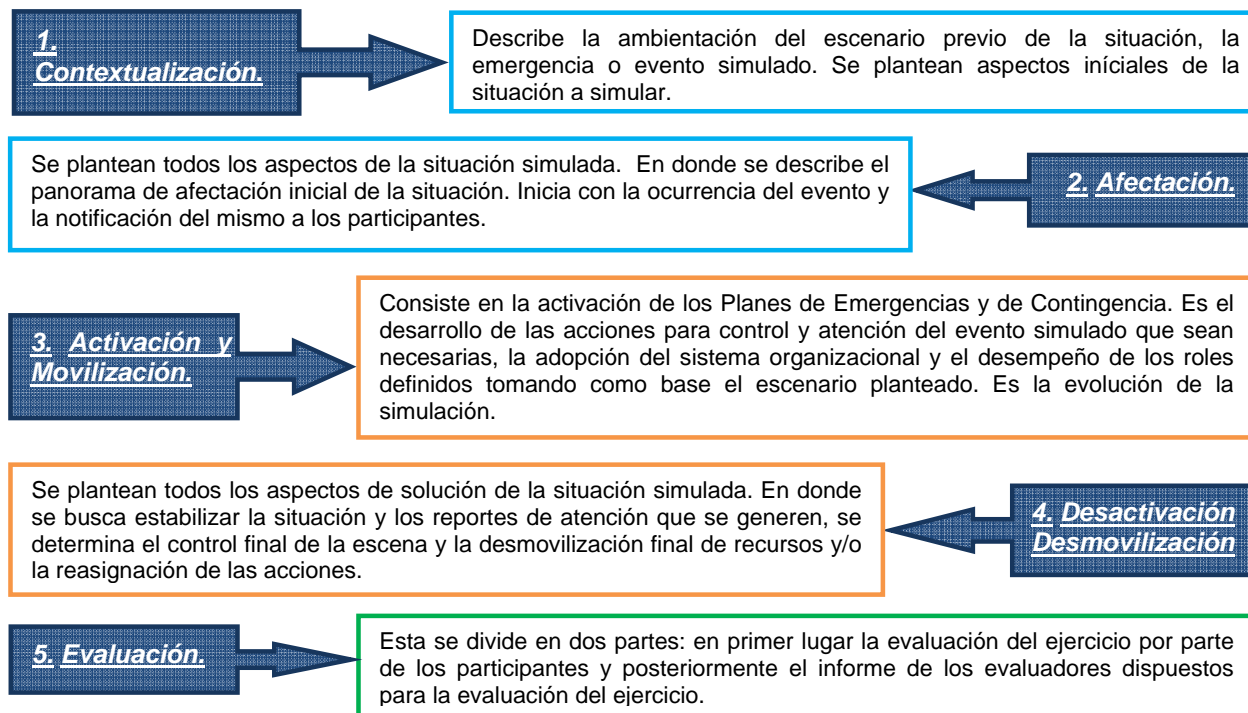 1.
Contextualización.
Describe la ambientación del escenario previo de la situación, la
emergencia o evento simulado. Se plantean aspectos iníciales de la
situación a simular.
Se plantean todos los aspectos de la situación simulada. En donde se describe el
panorama de afectación inicial de la situación. Inicia con la ocurrencia del evento y
la notificación del mismo a los participantes.
2. Afectación.
3. Activación y
Movilización.
Consiste en la activación de los Planes de Emergencias y de Contingencia. Es el
desarrollo de las acciones para control y atención del evento simulado que sean
necesarias, la adopción del sistema organizacional y el desempeño de los roles
definidos tomando como base el escenario planteado. Es la evolución de la
simulación.
Se plantean todos los aspectos de solución de la situación simulada. En donde
se busca estabilizar la situación y los reportes de atención que se generen, se
determina el control final de la escena y la desmovilización final de recursos y/o
la reasignación de las acciones.
4. Desactivación
Desmovilización
5. Evaluación.
Esta se divide en dos partes: en primer lugar la evaluación del ejercicio por parte
de los participantes y posteriormente el informe de los evaluadores dispuestos
para la evaluación del ejercicio.